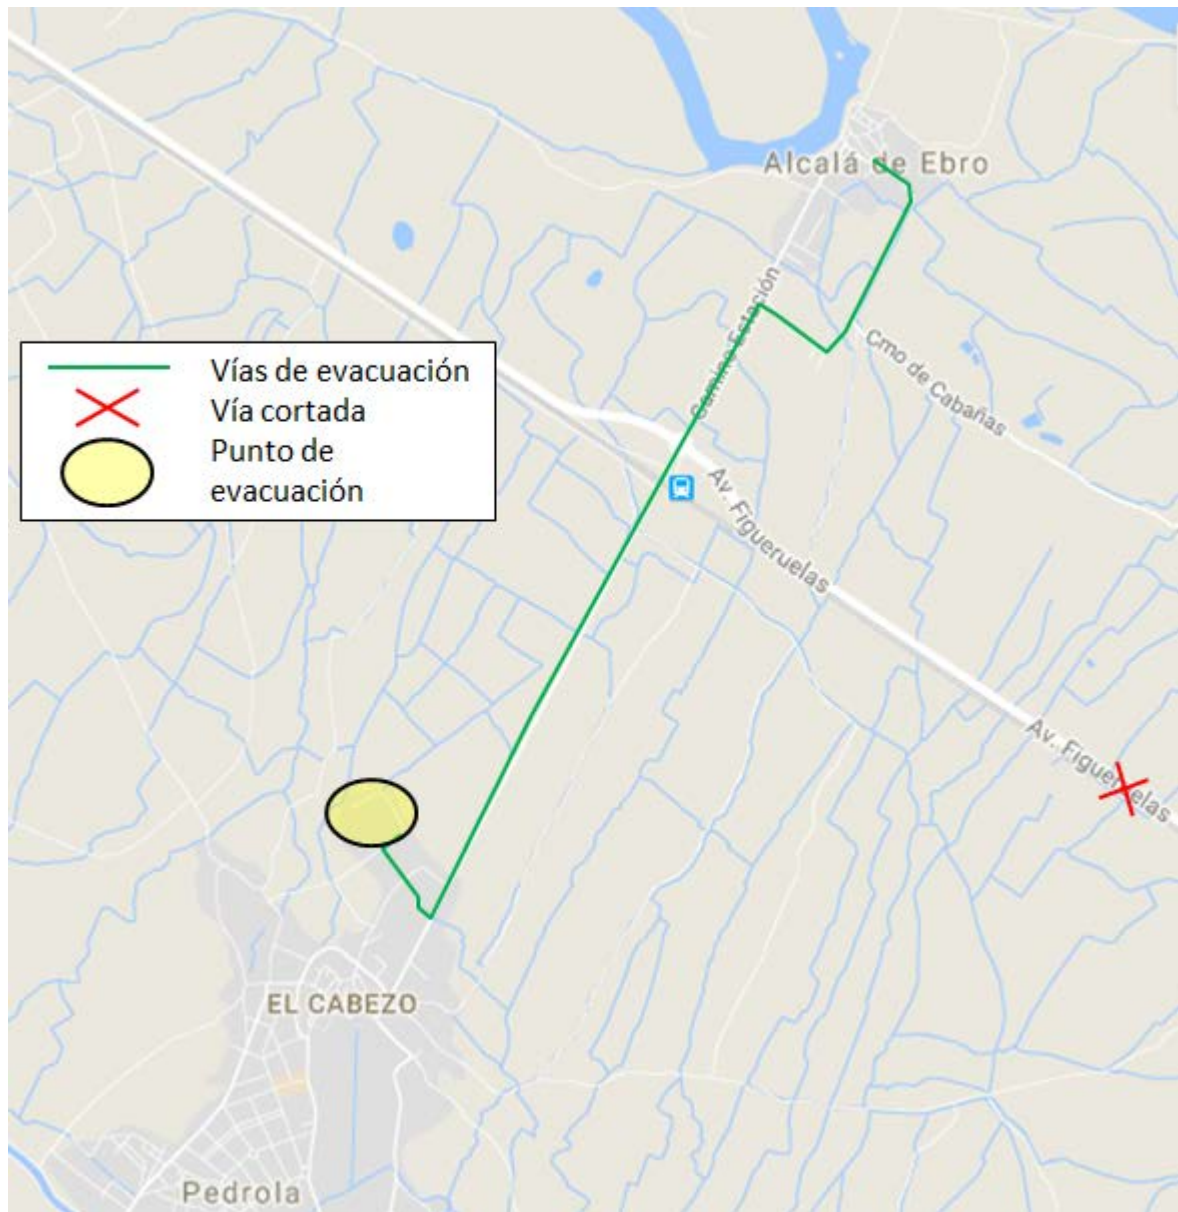 Alcalá de Ebro
Camino Estación
Cmo de Cabañas
Vías de evacuación
Vía cortada
Punto de
evacuación
Av. Figueruelas
Av. Figueruelas
EL CABEZO
Pedrola